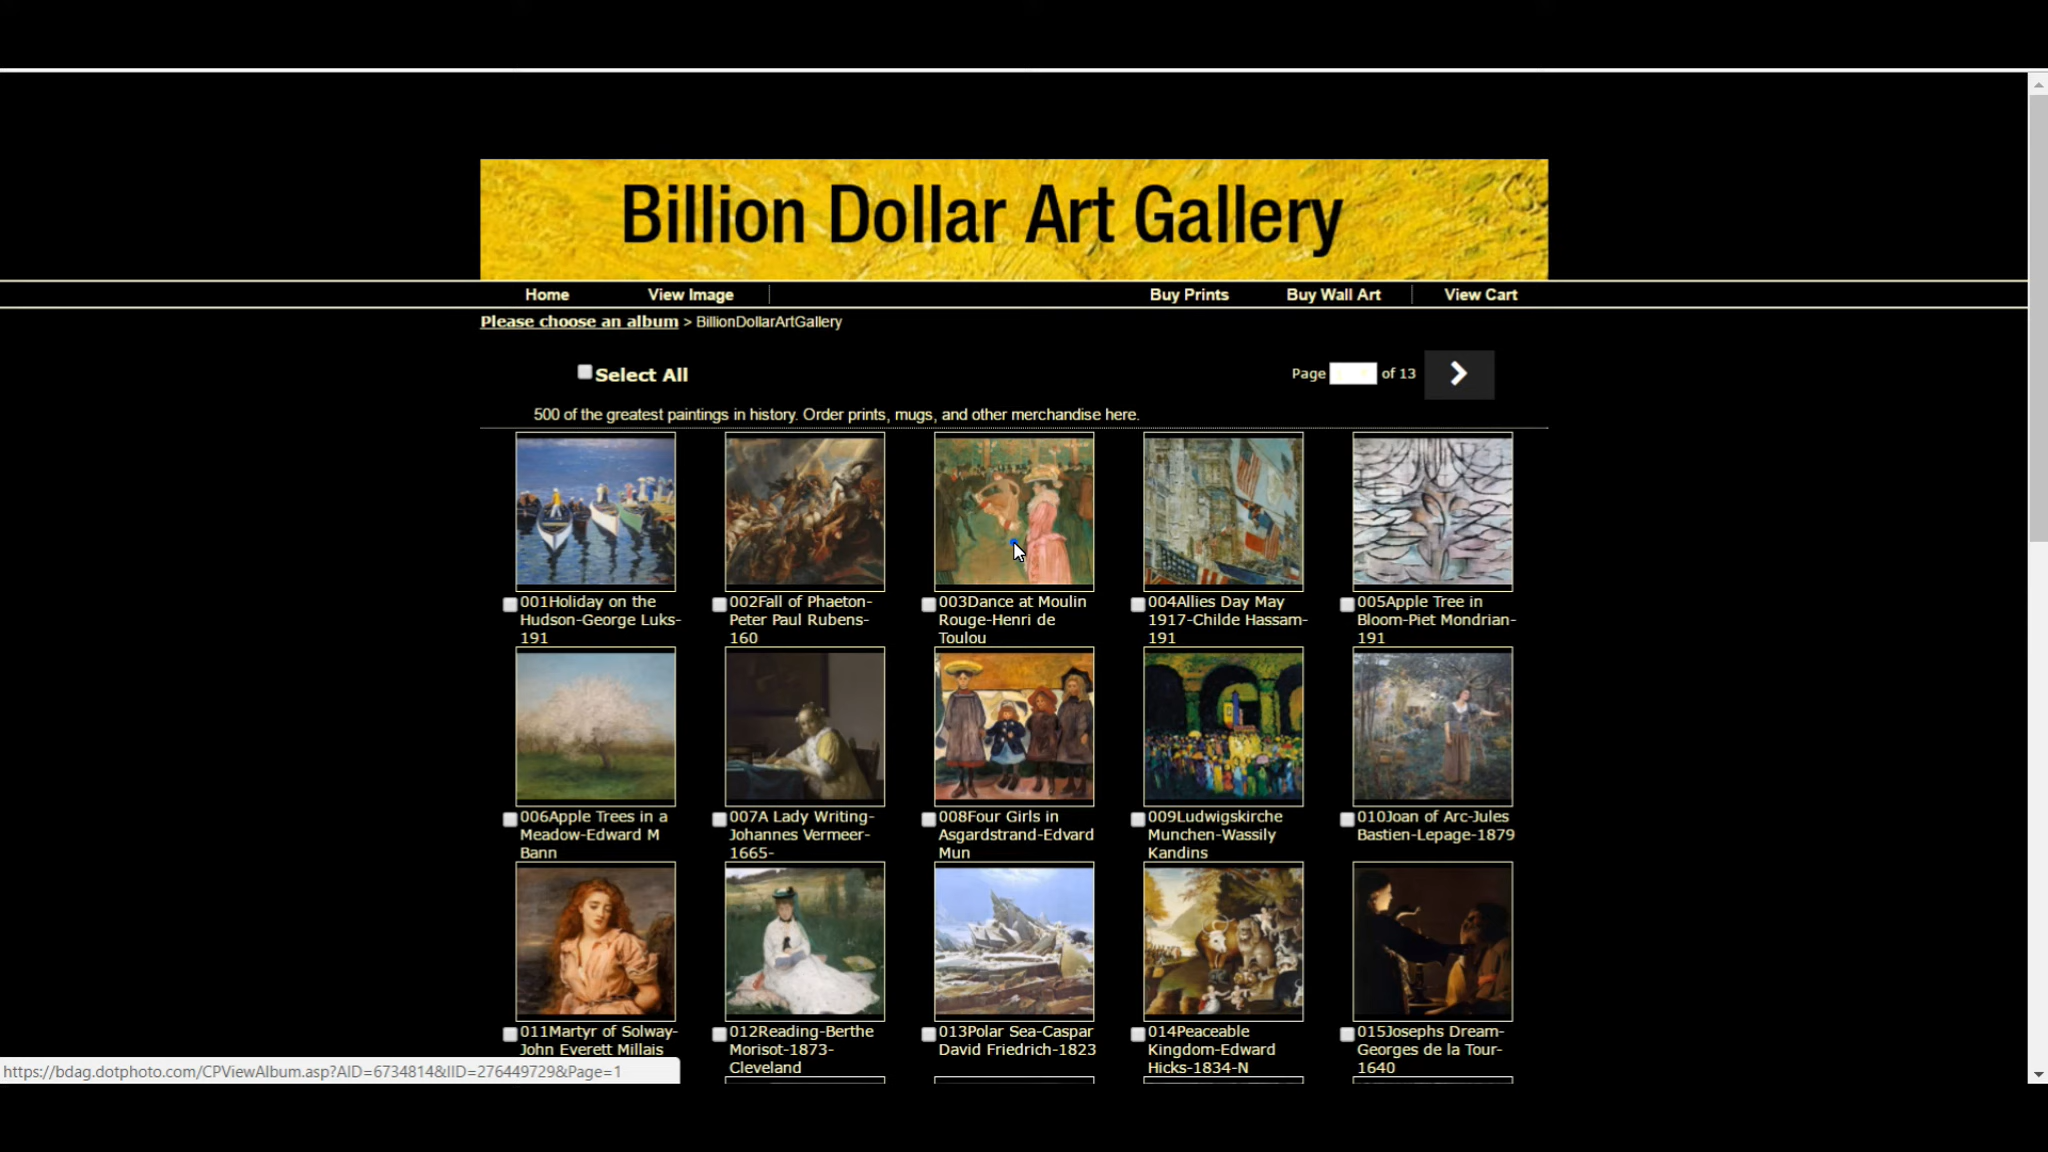 Billion Dollar Art Gallery
Home View Image Buy Prints Buy Wall Art View Cart
Please choose an album > BillionDollarArtGallery
Select All Page of 13
500 of the greatest paintings in history. Order prints, mugs, and other merchandise here.
001Holiday on the
Hudson-George Luks-
191
002Fall of Phaeton-
Peter Paul Rubens-
160
003Dance at Moulin
Rouge-Henri de
Toulou
004Allies Day May
1917-Childe Hassam-
191
005Apple Tree in
Bloom-Piet Mondrian-
191
006Apple Trees in a
Meadow-Edward M
Bann
007A Lady Writing-
Johannes Vermeer-
1665-
008Four Girls in
Asgardstrand-Edvard
Mun
009Ludwigskirche
Munchen-Wassily
Kandins
010Joan of Arc-Jules
Bastien-Lepage-1879
011Martyr of Solway-
John Everett Millais
012Reading-Berthe
Morisot-1873-
Cleveland
013Polar Sea-Caspar
David Friedrich-1823
014Peaceable
Kingdom-Edward
Hicks-1834-N
015Josephs Dream-
Georges de la Tour-
1640
https://bdag.dotphoto.com/CPViewAlbum.asp?AID=6734814&IID=276449729&Page=1